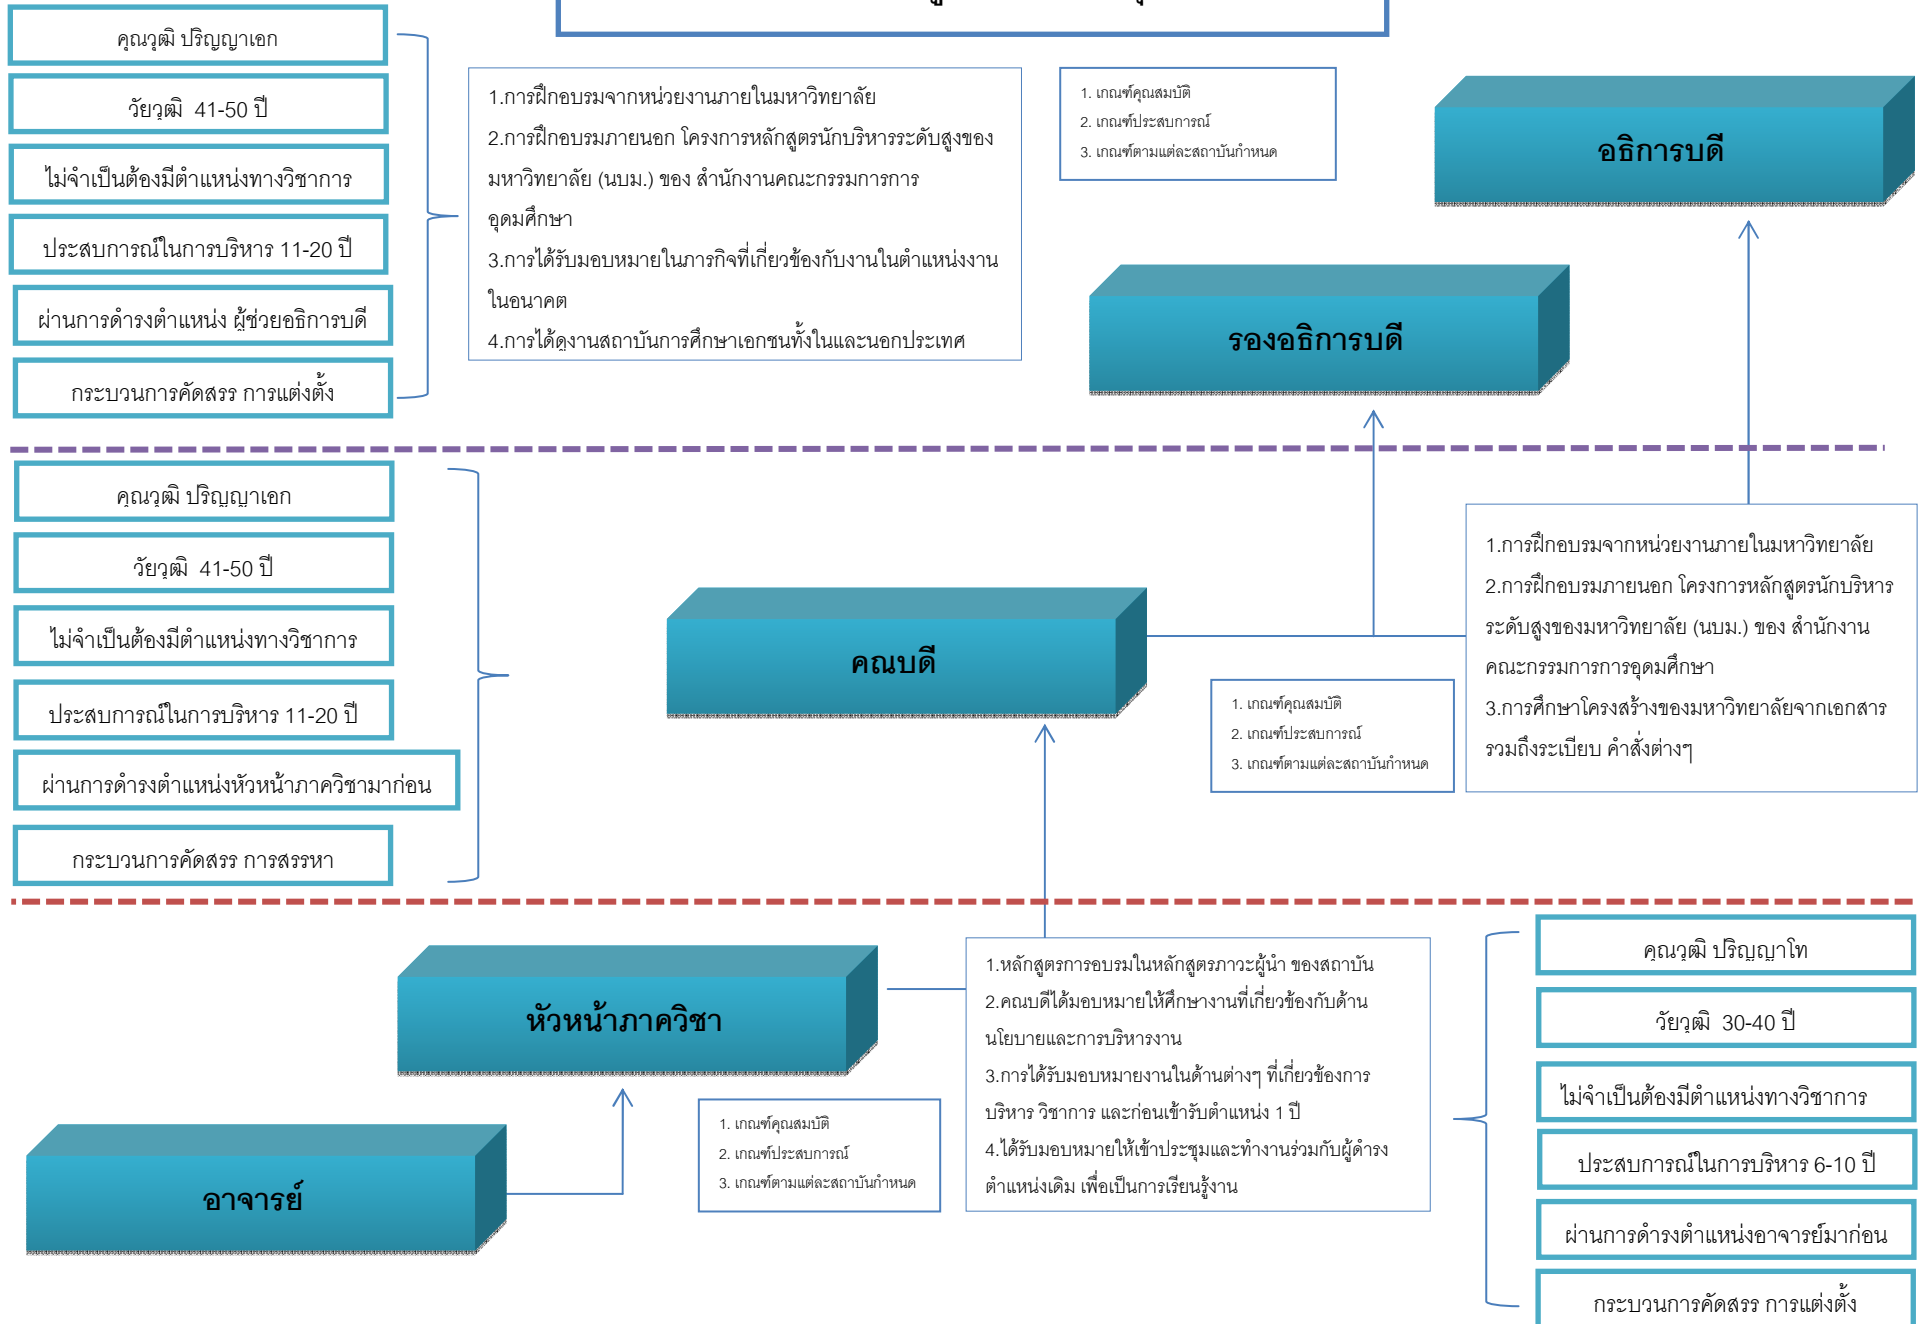 คุณวุฒิ ปริญญาเอก
วัยวุฒิ 41-50 ปี
ไม่จำเป็นต้องมีตำแหน่งทางวิชาการ
ประสบการณ์ในการบริหาร 11-20 ปี
ผ่านการดำรงตำแหน่ง ผู้ช่วยอธิการบดี
กระบวนการคัดสรร การแต่งตั้ง
1.การฝึกอบรมจากหน่วยงานภายในมหาวิทยาลัย
2.การฝึกอบรมภายนอก โครงการหลักสูตรนักบริหารระดับสูงของ
มหาวิทยาลัย (นบม.) ของ สำนักงานคณะกรรมการการ
อุดมศึกษา
3.การได้รับมอบหมายในภารกิจที่เกี่ยวข้องกับงานในตำแหน่งงาน
ในอนาคต
4.การได้ดูงานสถาบันการศึกษาเอกชนทั้งในและนอกประเทศ
1. เกณฑ์คุณสมบัติ
2. เกณฑ์ประสบการณ์
3. เกณฑ์ตามแต่ละสถาบันกำหนด
อธิการบดี
รองอธิการบดี
คุณวุฒิ ปริญญาเอก
วัยวุฒิ 41-50 ปี
ไม่จำเป็นต้องมีตำแหน่งทางวิชาการ
ประสบการณ์ในการบริหาร 11-20 ปี
ผ่านการดำรงตำแหน่งหัวหน้าภาควิชามาก่อน
กระบวนการคัดสรร การสรรหา
คณบดี
1. เกณฑ์คุณสมบัติ
2. เกณฑ์ประสบการณ์
3. เกณฑ์ตามแต่ละสถาบันกำหนด
1.การฝึกอบรมจากหน่วยงานภายในมหาวิทยาลัย
2.การฝึกอบรมภายนอก โครงการหลักสูตรนักบริหาร
ระดับสูงของมหาวิทยาลัย (นบม.) ของ สำนักงาน
คณะกรรมการการอุดมศึกษา
3.การศึกษาโครงสร้างของมหาวิทยาลัยจากเอกสาร
รวมถึงระเบียบ คำสั่งต่างๆ
หัวหน้าภาควิชา
อาจารย์
1. เกณฑ์คุณสมบัติ
2. เกณฑ์ประสบการณ์
3. เกณฑ์ตามแต่ละสถาบันกำหนด
1.หลักสูตรการอบรมในหลักสูตรภาวะผู้นำ ของสถาบัน
2.คณบดีได้มอบหมายให้ศึกษางานที่เกี่ยวข้องกับด้าน
นโยบายและการบริหารงาน
3.การได้รับมอบหมายงานในด้านต่างๆ ที่เกี่ยวข้องการ
บริหาร วิชาการ และก่อนเข้ารับตำแหน่ง 1 ปี
4.ได้รับมอบหมายให้เข้าประชุมและทำงานร่วมกับผู้ดำรง
ตำแหน่งเดิม เพื่อเป็นการเรียนรู้งาน
คุณวุฒิ ปริญญาโท
วัยวุฒิ 30-40 ปี
ไม่จำเป็นต้องมีตำแหน่งทางวิชาการ
ประสบการณ์ในการบริหาร 6-10 ปี
ผ่านการดำรงตำแหน่งอาจารย์มาก่อน
กระบวนการคัดสรร การแต่งตั้ง